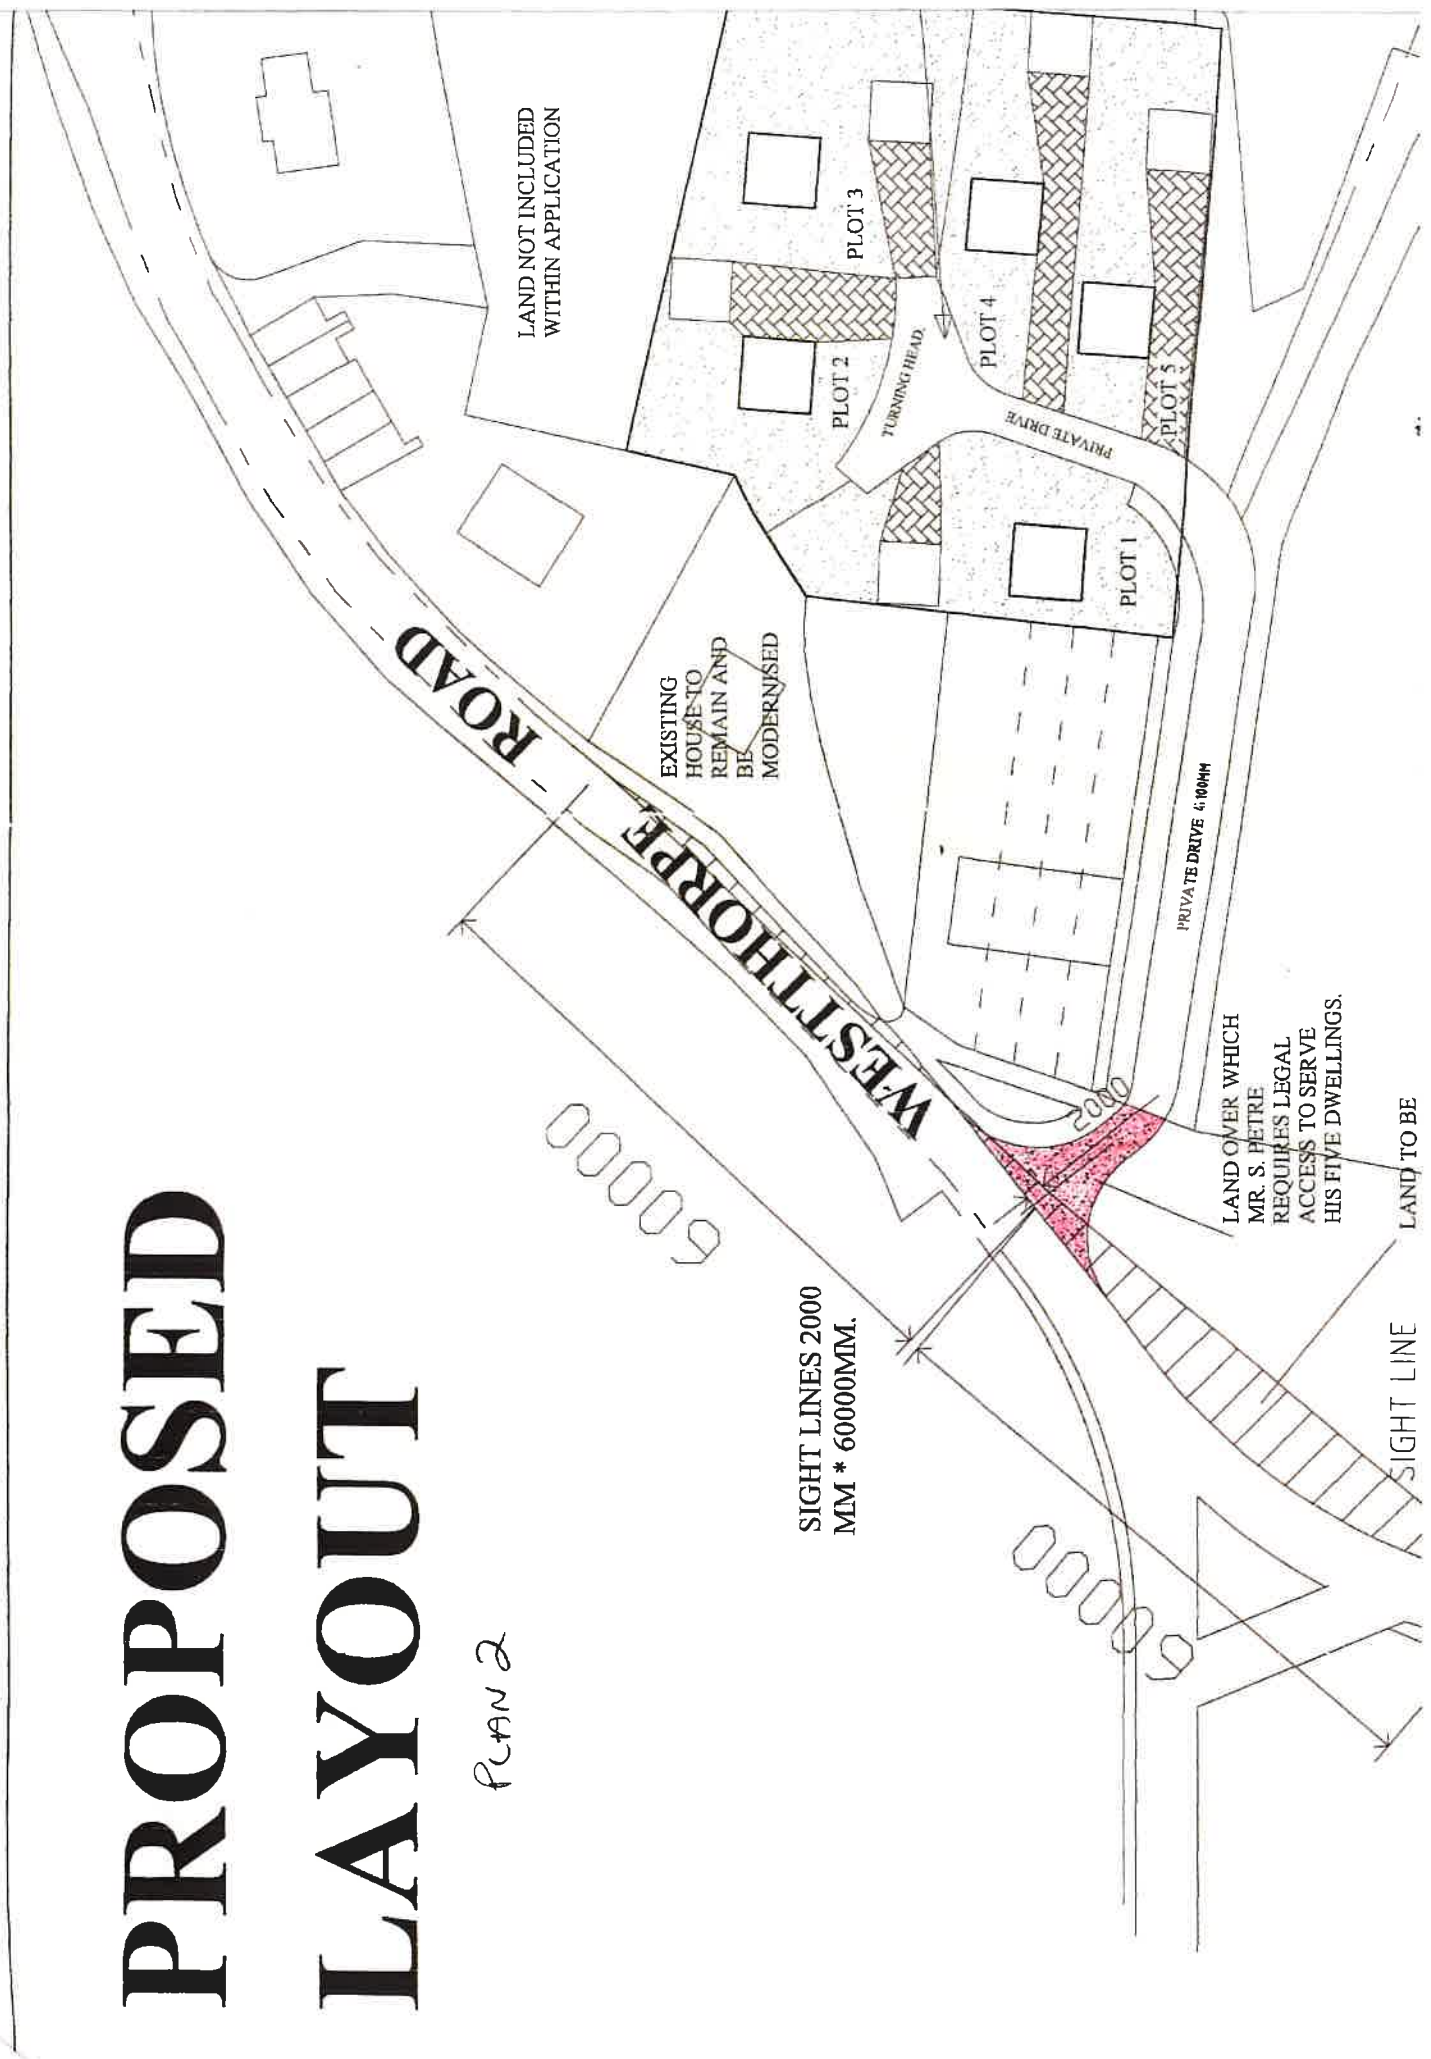 PROPOSED
LAYOUT
PLAN 2
WESTTHORPE ROAD
60000
60000
2000
SIGHT LINES 2000
MM * 60000MM.
EXISTING
HOUSE TO
REMAIN AND
BE
MODERNISED
LAND NOT INCLUDED
WITHIN APPLICATION
PLOT 3
PLOT 2
TURNING HEAD.
PLOT 4
PRIVATE DRIVE
PLOT 5
PLOT 1
PRIVATE DRIVE 4,100MM
LAND OVER WHICH
MR. S. PETRE
REQUIRES LEGAL
ACCESS TO SERVE
HIS FIVE DWELLINGS.
LAND TO BE
SIGHT LINE